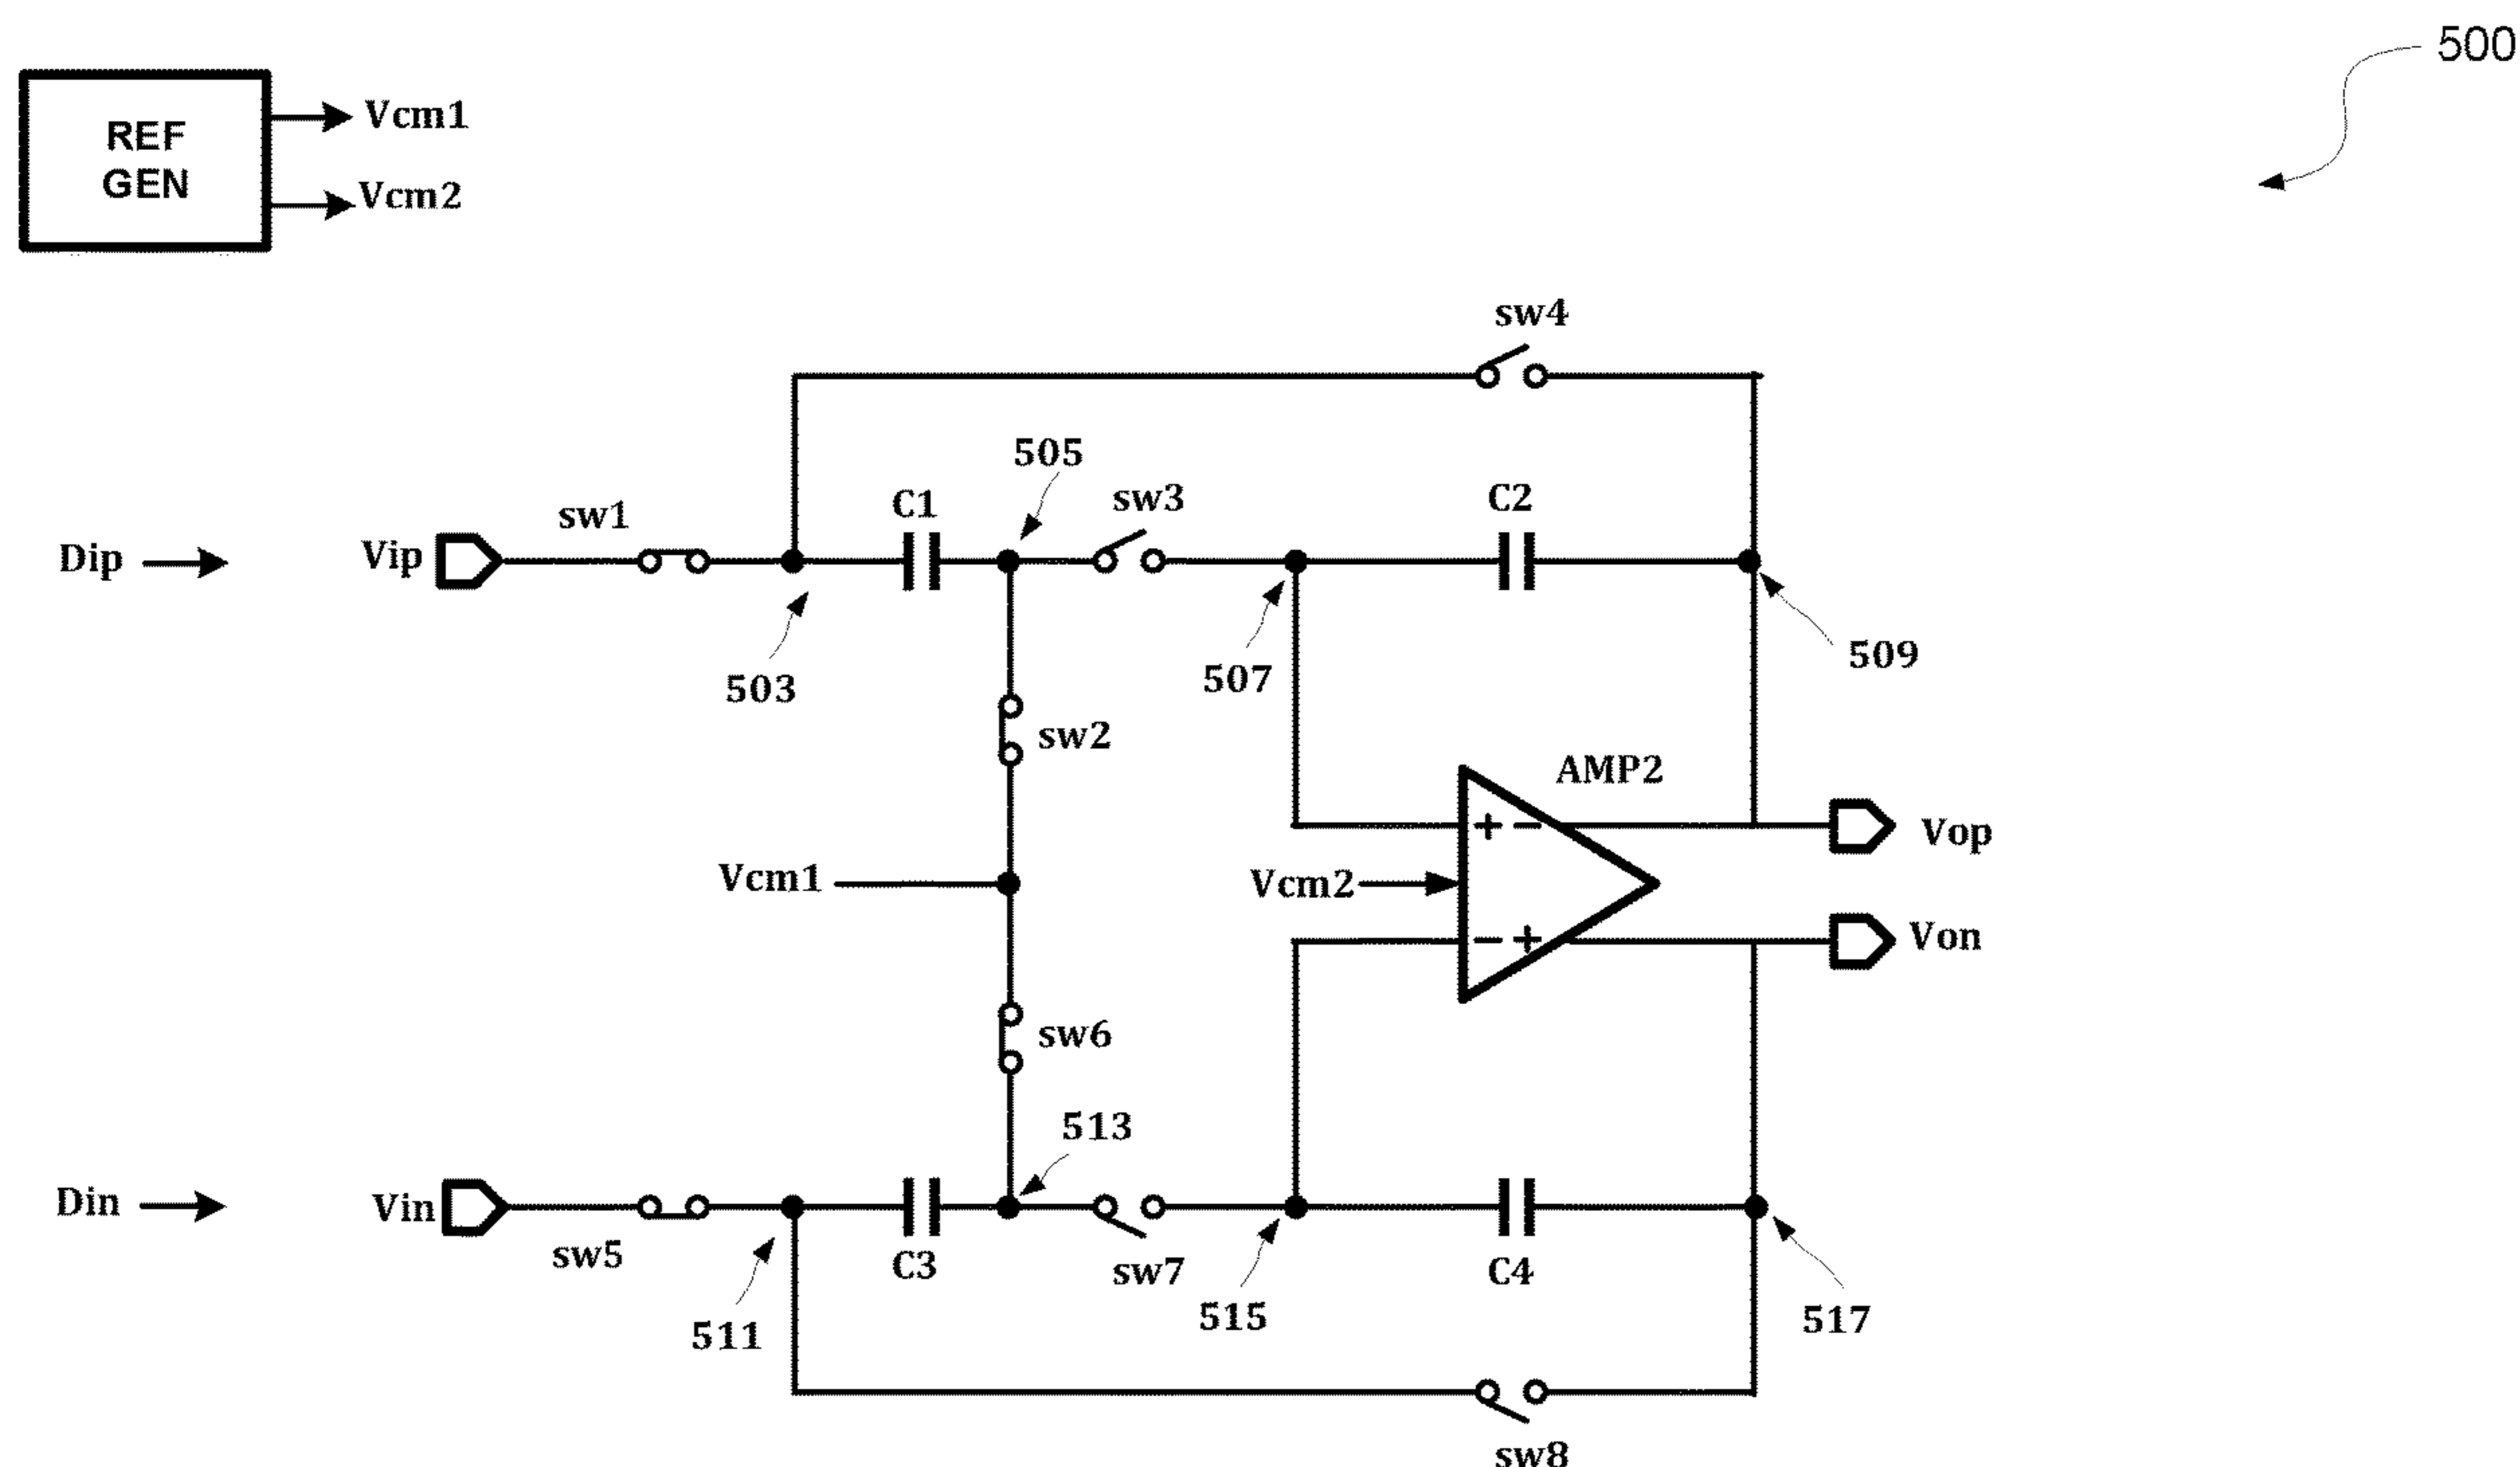 500
REF
GEN
Vcm1
Vcm2
sw4
505
C1
sw3
C2
sw1
Dip
Vip
503
507
509
sw2
AMP2
+ −
Vop
Vcm1
Vcm2
− +
Von
sw6
513
Din
Vin
sw5
C3
sw7
C4
511
515
517
sw8